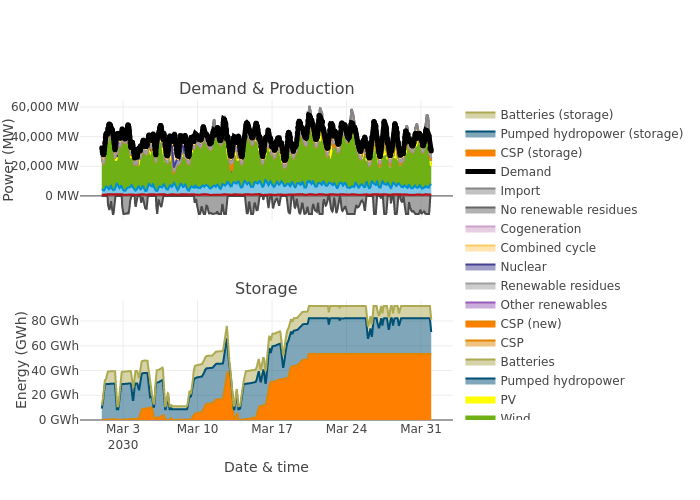 Demand & Production
Power (MW)
60,000 MW
40,000 MW
20,000 MW
0 MW
Storage
Energy (GWh)
80 GWh
60 GWh
40 GWh
20 GWh
0 GWh
Mar 3
2030
Mar 10
Mar 17
Mar 24
Mar 31
Date & time
Batteries (storage)
Pumped hydropower (storage)
CSP (storage)
Demand
Import
No renewable residues
Cogeneration
Combined cycle
Nuclear
Renewable residues
Other renewables
CSP (new)
CSP
Batteries
Pumped hydropower
PV
Wind